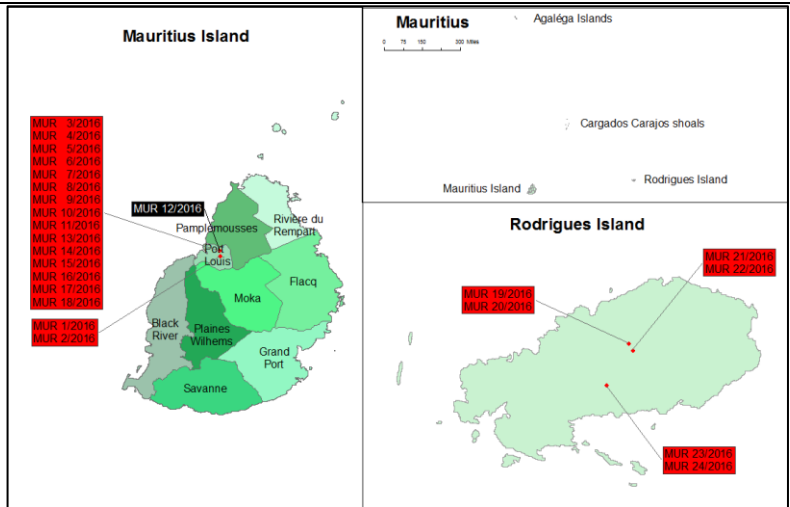 Mauritius Island
MUR 3/2016
MUR 4/2016
MUR 5/2016
MUR 6/2016
MUR 7/2016
MUR 8/2016
MUR 9/2016
MUR 10/2016
MUR 11/2016
MUR 13/2016
MUR 14/2016
MUR 15/2016
MUR 16/2016
MUR 17/2016
MUR 18/2016
MUR 1/2016
MUR 2/2016
MUR 12/2016
Pamplemousses
Rivière du
Rempart
Port
Louis
Flacq
Moka
Black
River
Plaines
Wilhems
Grand
Port
Savanne
Mauritius
0 75 150 300 Miles
Agaléga Islands
Cargados Carajos shoals
Mauritius Island
Rodrigues Island
Rodrigues Island
MUR 21/2016
MUR 22/2016
MUR 19/2016
MUR 20/2016
MUR 23/2016
MUR 24/2016